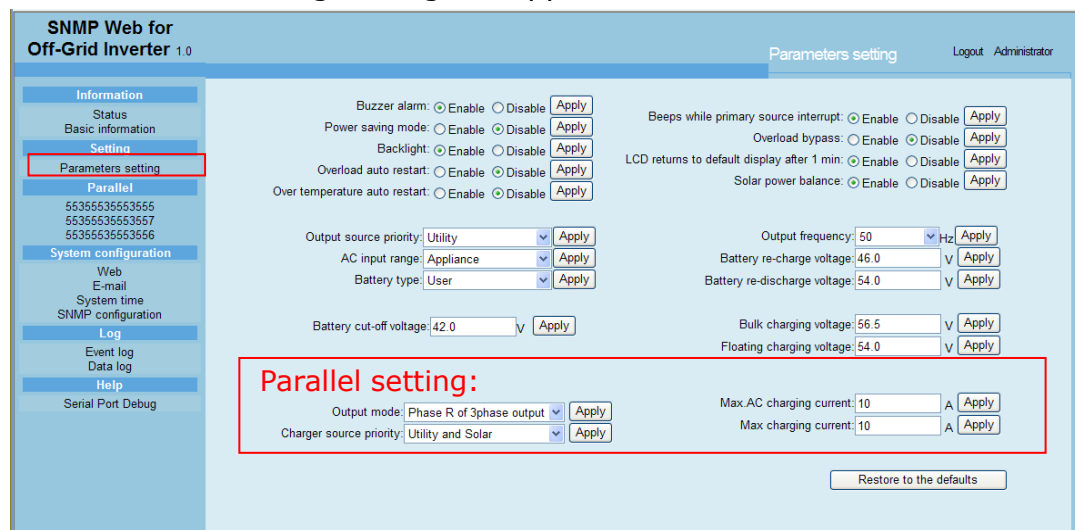 SNMP Web for
Off-Grid Inverter 1.0
Parameters setting
Logout Administrator
Information
Status
Basic information
Setting
Parameters setting
Parallel
55355535553555
55355535553557
55355535553556
System configuration
Web
E-mail
System time
SNMP configuration
Log
Event log
Data log
Help
Serial Port Debug
Buzzer alarm: Enable Disable Apply
Power saving mode: Enable Disable Apply
Backlight: Enable Disable Apply
Overload auto restart: Enable Disable Apply
Over temperature auto restart: Enable Disable Apply
Beeps while primary source interrupt: Enable Disable Apply
Overload bypass: Enable Disable Apply
LCD returns to default display after 1 min: Enable Disable Apply
Solar power balance: Enable Disable Apply
Output source priority: Utility Apply
AC input range: Appliance Apply
Battery type: User Apply
Output frequency: 50 Hz Apply
Battery re-charge voltage: 46.0 V Apply
Battery re-discharge voltage: 54.0 V Apply
Battery cut-off voltage: 42.0 V Apply
Bulk charging voltage: 56.5 V Apply
Floating charging voltage: 54.0 V Apply
Parallel setting:
Output mode: Phase R of 3phase output Apply
Charger source priority: Utility and Solar Apply
Max.AC charging current: 10 A Apply
Max charging current: 10 A Apply
Restore to the defaults